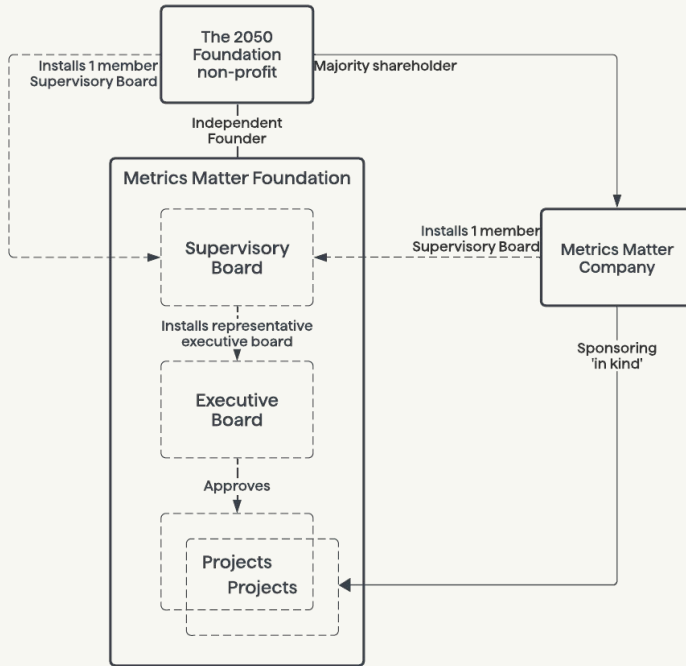 The 2050
Foundation
non-profit
Installs 1 member
Supervisory Board
Majority shareholder
Independent
Founder
Metrics Matter Foundation
Supervisory
Board
Installs 1 member
Supervisory Board
Metrics Matter
Company
Installs representative
executive board
Sponsoring
'in kind'
Executive
Board
Approves
Projects
Projects